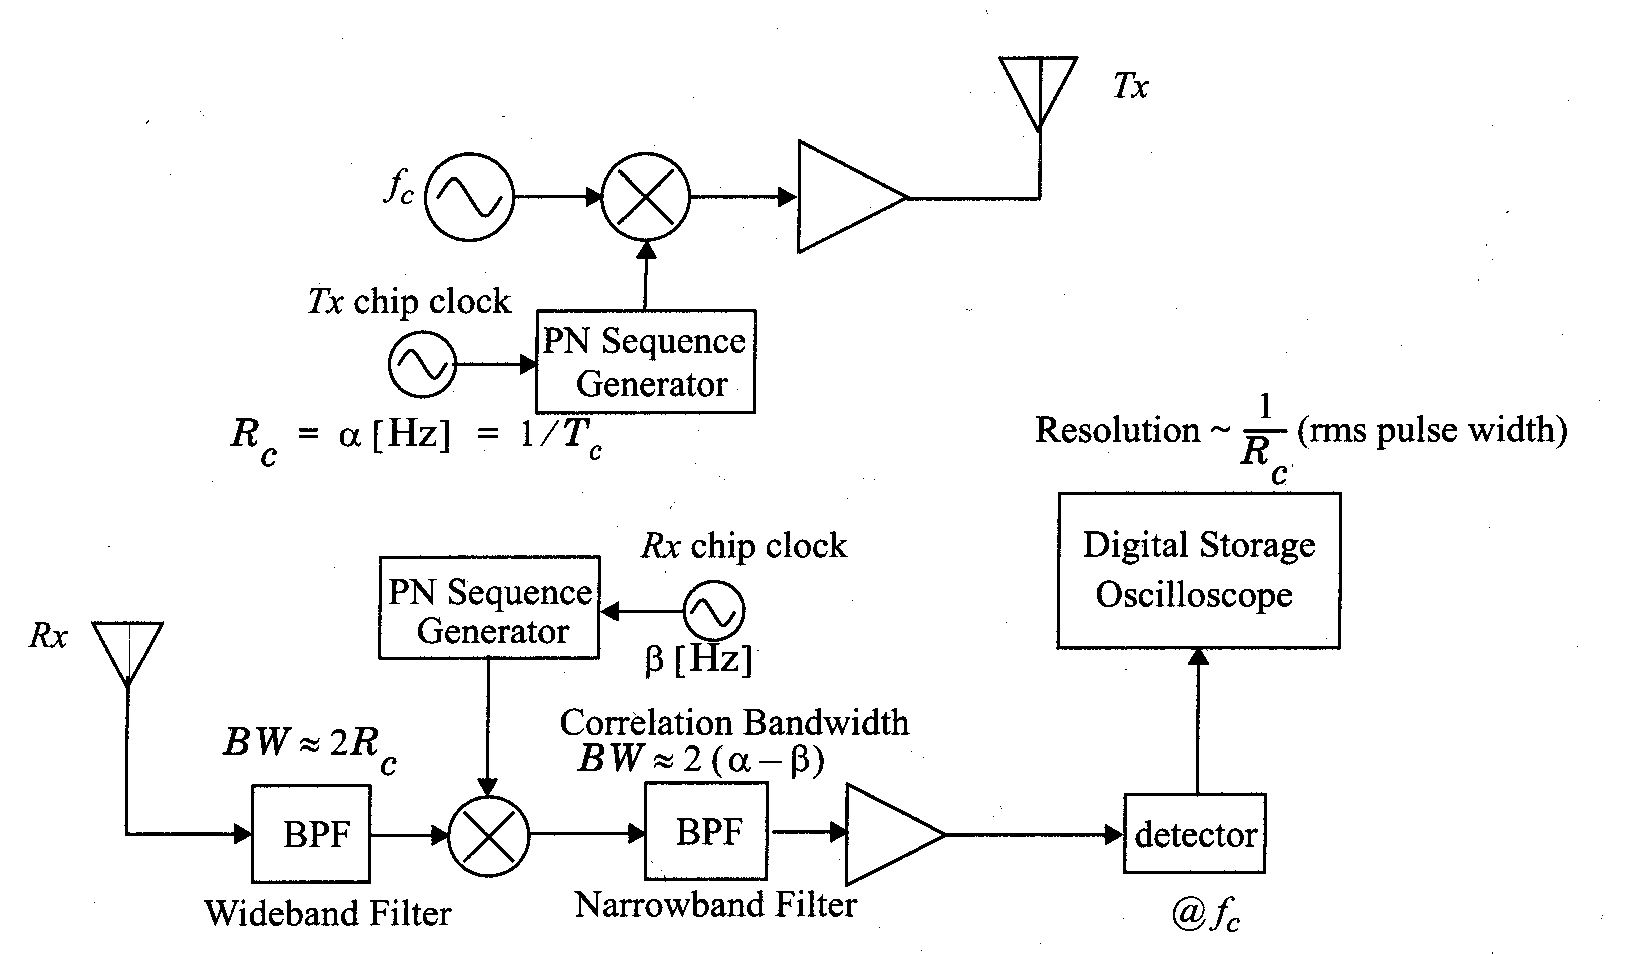 Tx
f_c
Tx chip clock
PN Sequence
Generator
R_c = α [Hz] = 1/T_c
Resolution ~ 1/R_c (rms pulse width)
Digital Storage
Oscilloscope
Rx chip clock
PN Sequence
Generator
β [Hz]
Rx
BW ≈ 2R_c
Correlation Bandwidth
BW ≈ 2 (α – β)
BPF
BPF
detector
Wideband Filter
Narrowband Filter
@ f_c